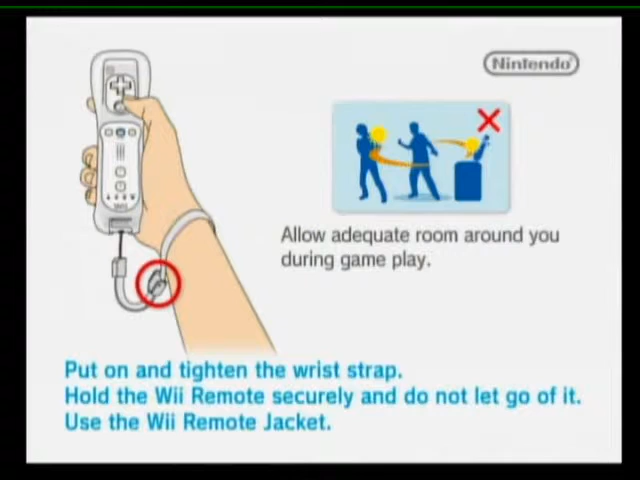 Nintendo
Allow adequate room around you
during game play.
Put on and tighten the wrist strap.
Hold the Wii Remote securely and do not let go of it.
Use the Wii Remote Jacket.